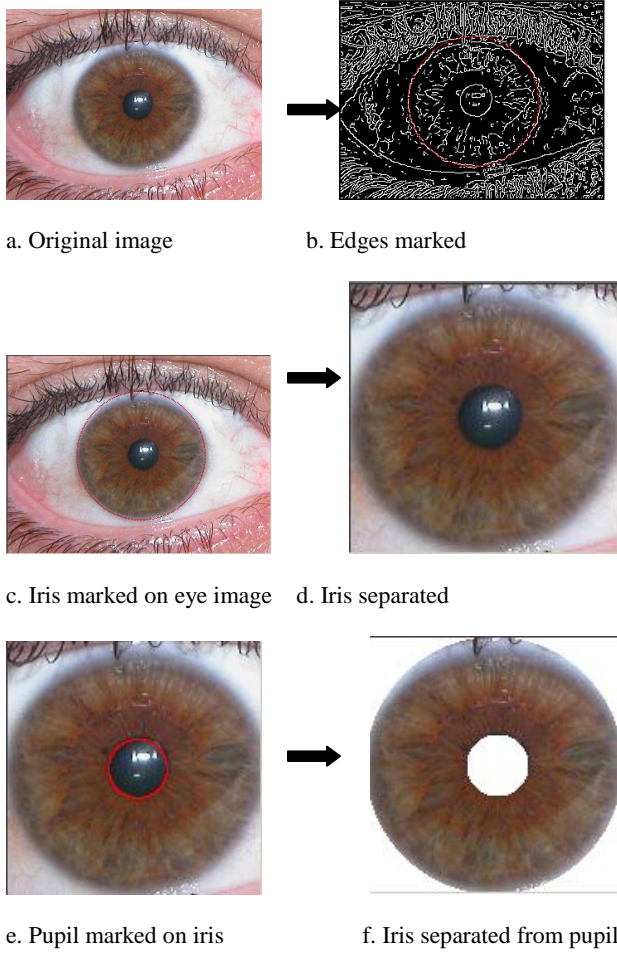 a. Original image
b. Edges marked
c. Iris marked on eye image
d. Iris separated
e. Pupil marked on iris
f. Iris separated from pupil